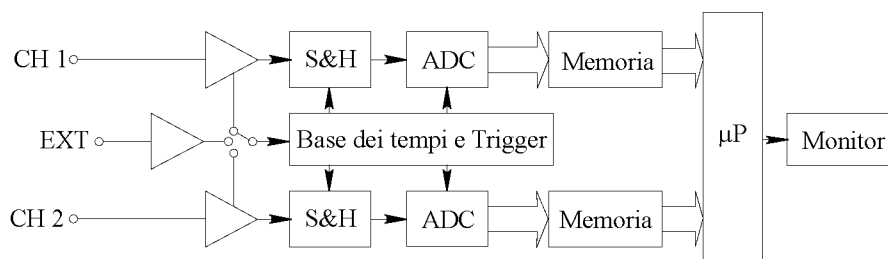 CH 1
S&H
ADC
Memoria
EXT
Base dei tempi e Trigger
μP
Monitor
CH 2
S&H
ADC
Memoria